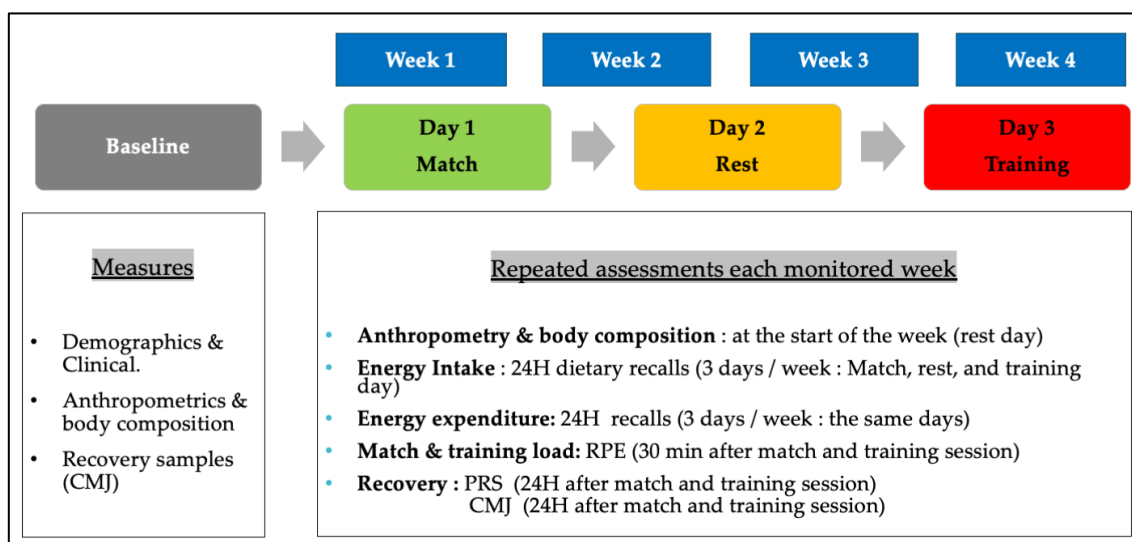 Week 1
Week 2
Week 3
Week 4
Baseline
Day 1
Match
Day 2
Rest
Day 3
Training
Measures
• Demographics &
Clinical.
• Anthropometrics &
body composition
• Recovery samples
(CMJ)
Repeated assessments each monitored week
• Anthropometry & body composition : at the start of the week (rest day)
• Energy Intake : 24H dietary recalls (3 days / week : Match, rest, and training
day)
• Energy expenditure: 24H recalls (3 days / week : the same days)
• Match & training load: RPE (30 min after match and training session)
• Recovery : PRS (24H after match and training session)
CMJ (24H after match and training session)